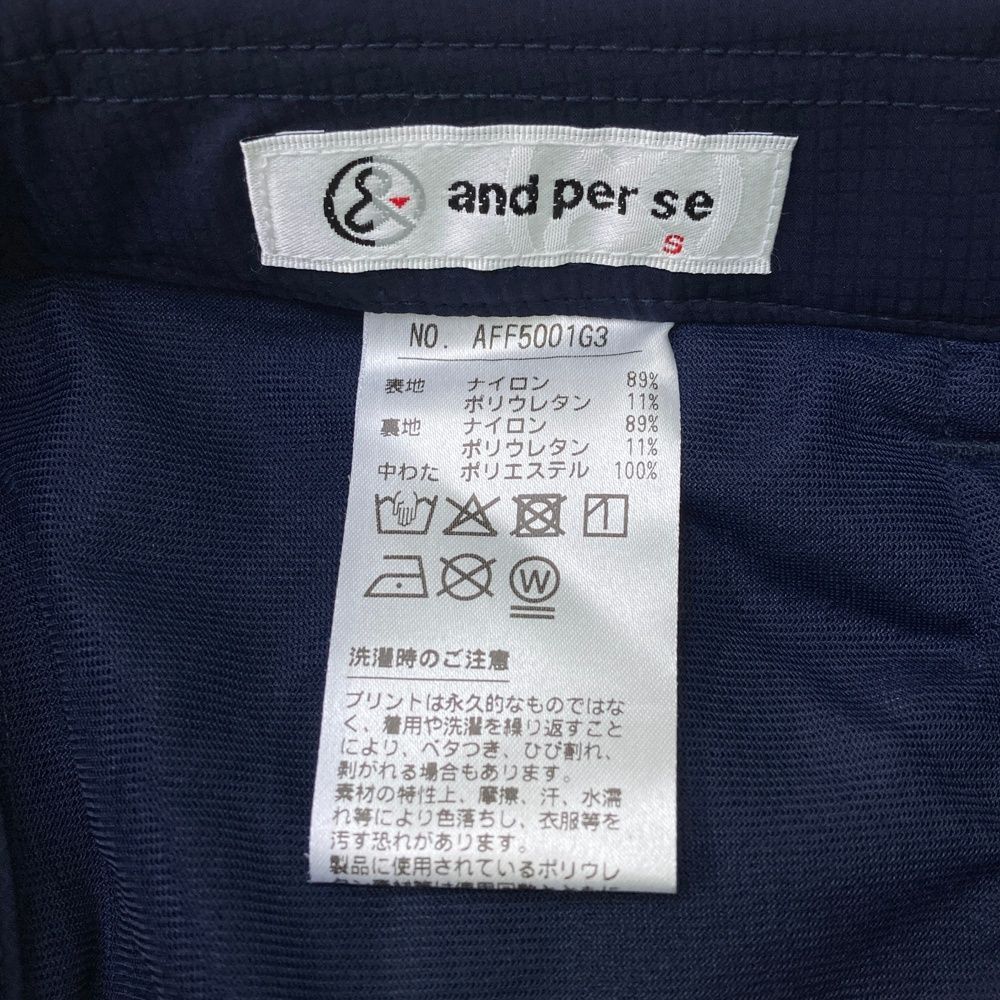 and per se
S
NO. AFF5001G3
表地 ナイロン 89%
ポリウレタン 11%
裏地 ナイロン 89%
ポリウレタン 11%
中わた ポリエステル 100%
W
洗濯時のご注意
プリントは永久的なものではな
く、着用や洗濯を繰り返すこと
により、ベタつき、ひび割れ、
剥がれる場合もあります。
素材の特性上、摩擦、汗、水濡
れ等により色落ちし、衣服等を
汚す恐れがあります。
製品に使用されているポリウレ